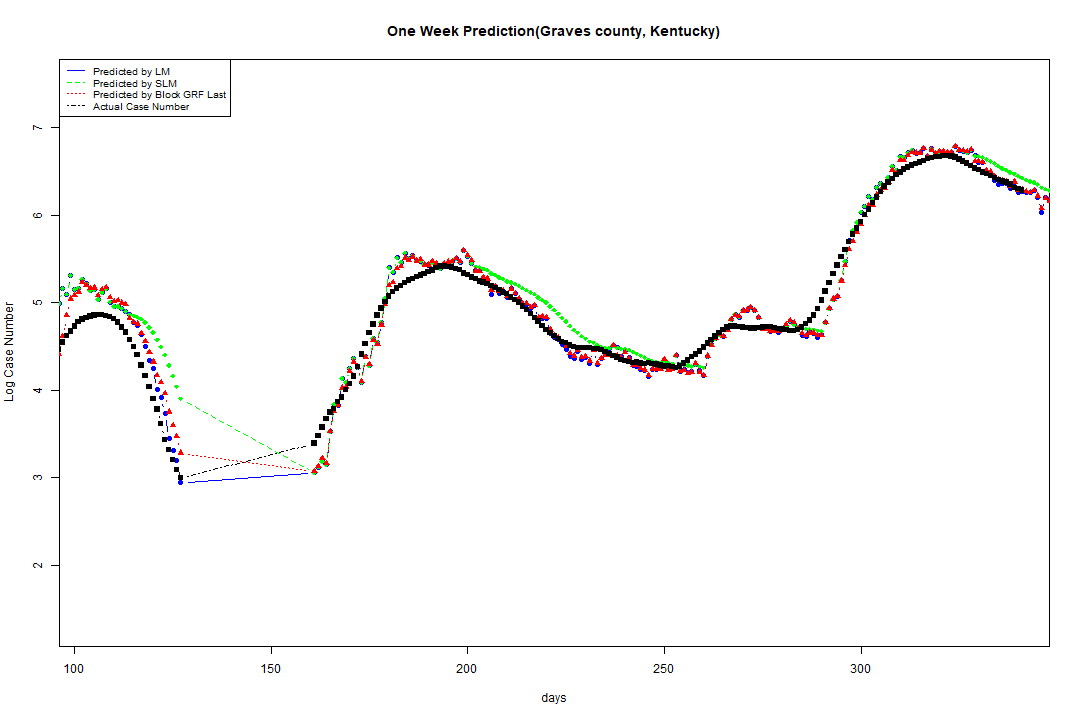 One Week Prediction(Graves county, Kentucky)
Predicted by LM
Predicted by SLM
Predicted by Block GRF Last
Actual Case Number
7
6
5
4
3
2
Log Case Number
100 150 200 250 300
days